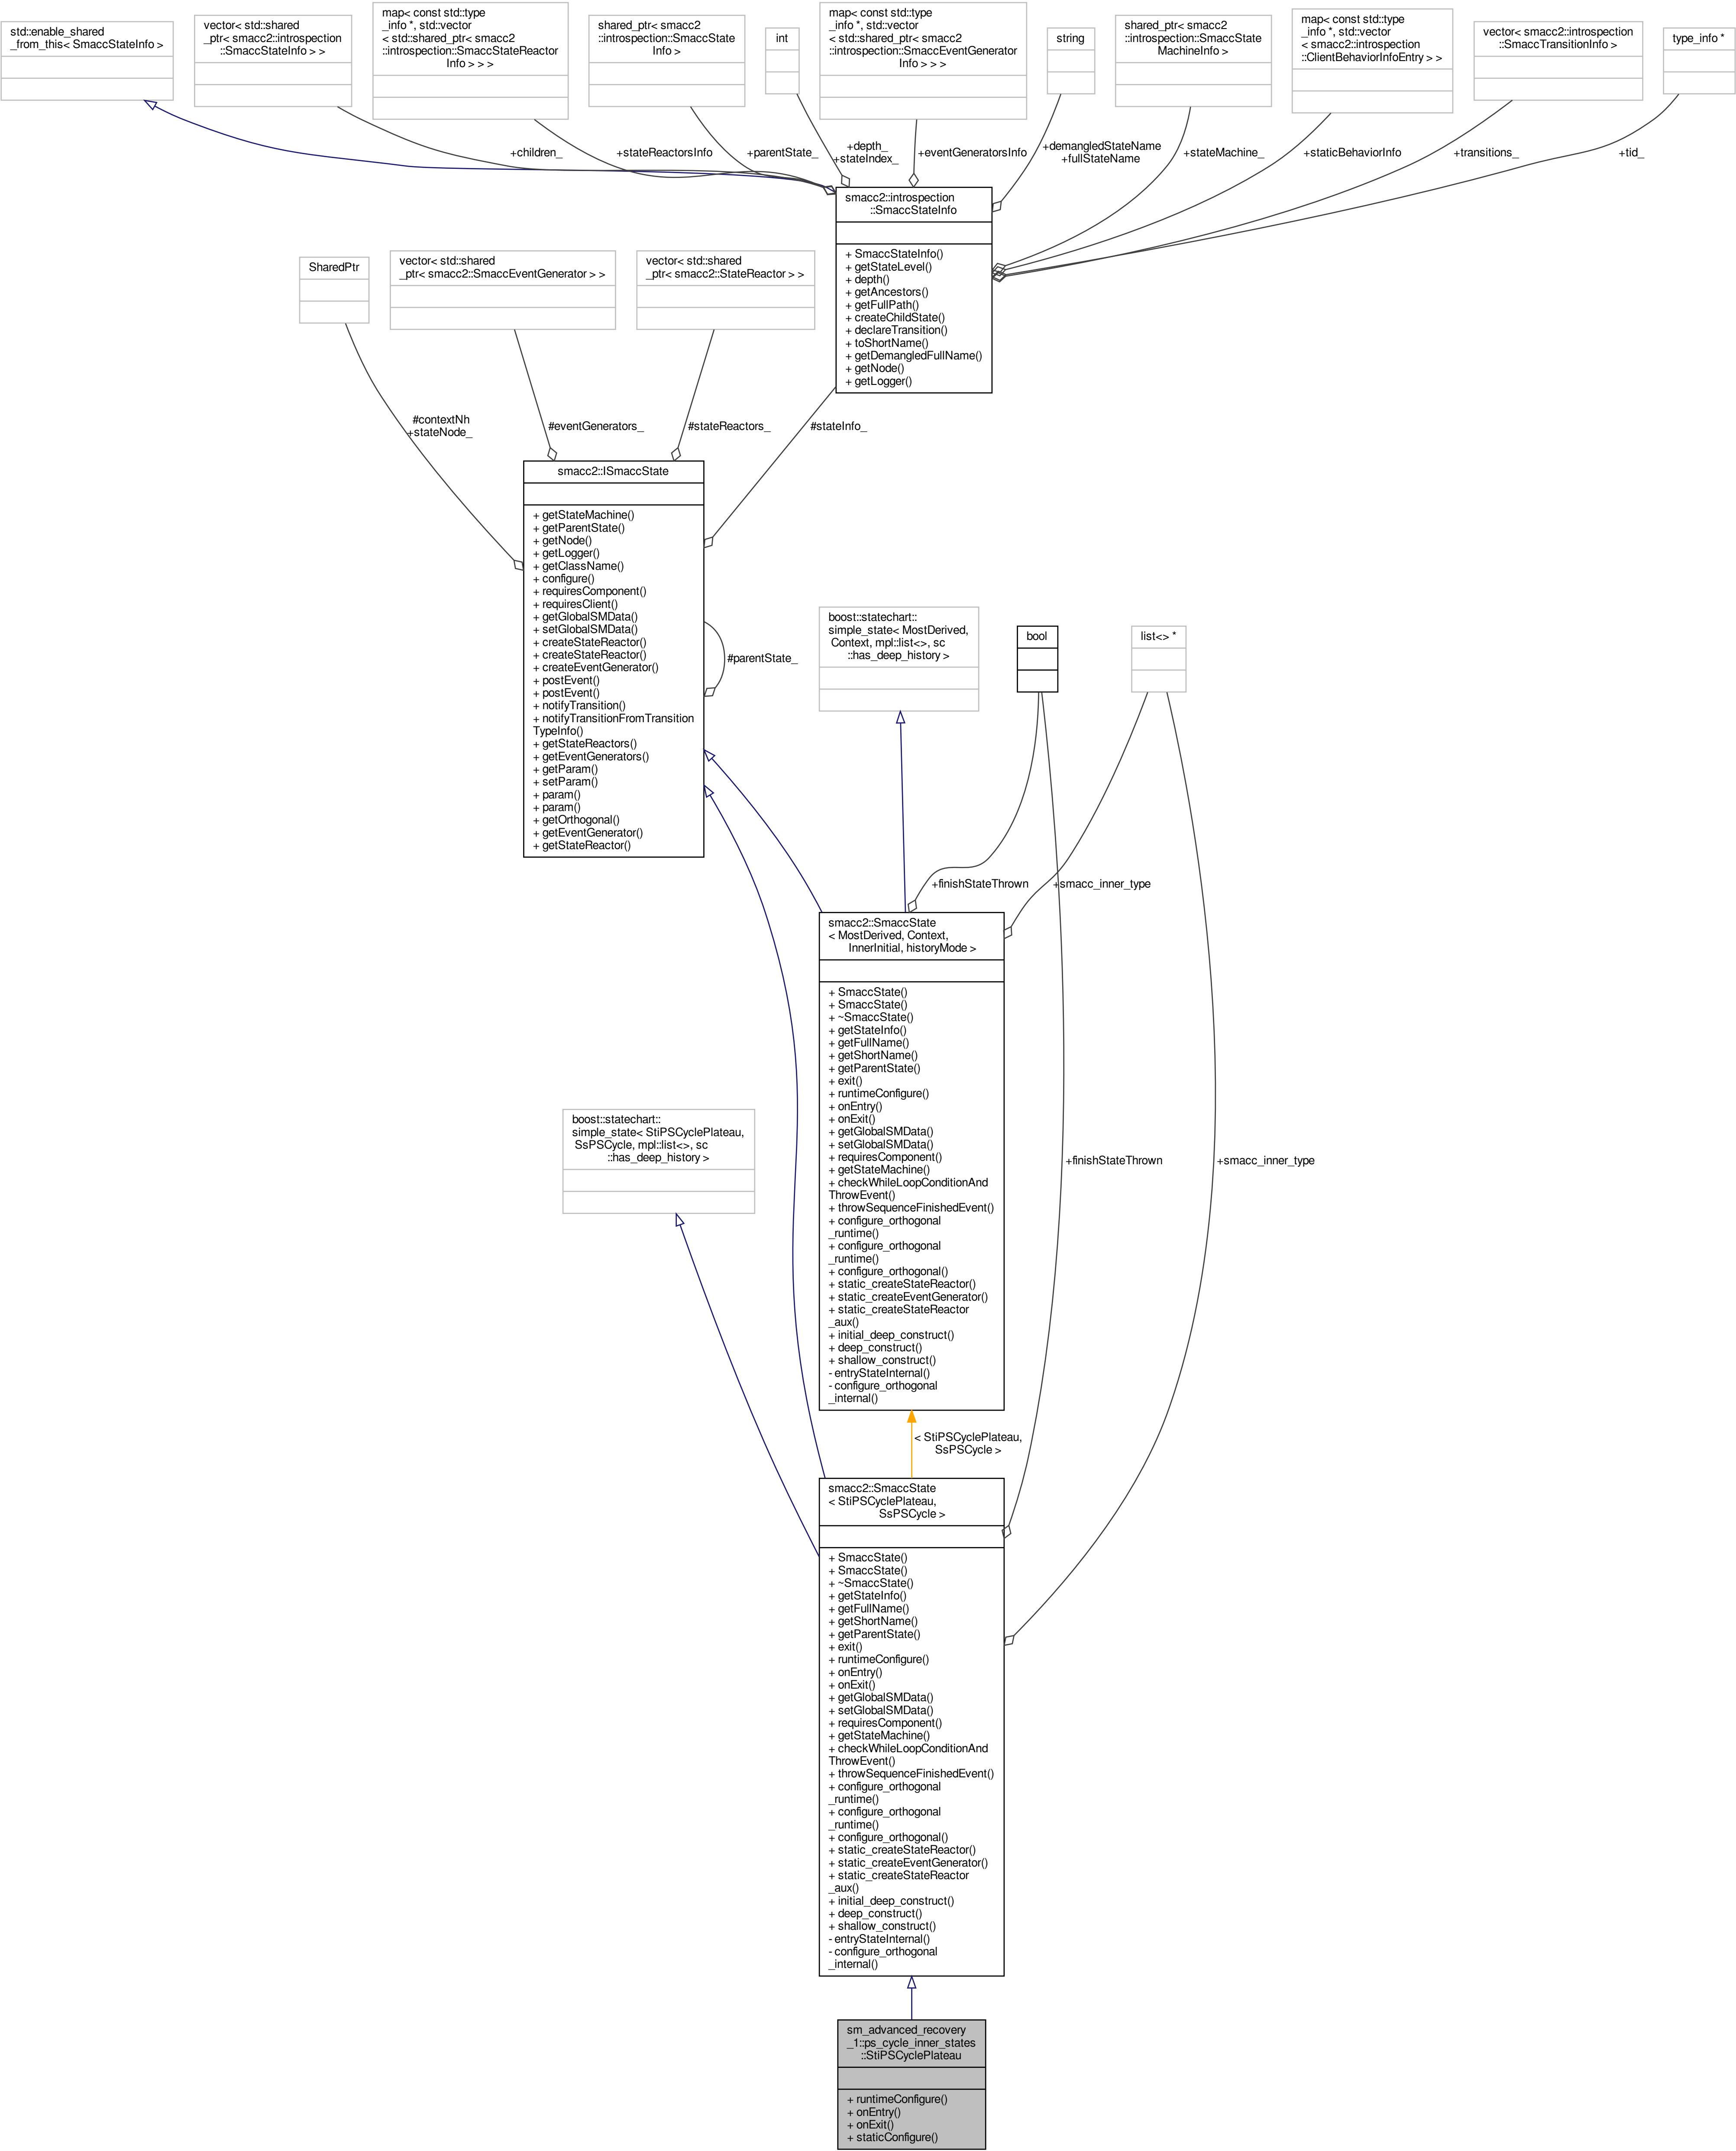 std::enable_shared
_from_this< SmaccStateInfo >
vector< std::shared
_ptr< smacc2::introspection
::SmaccStateInfo > >
map< const std::type
_info *, std::vector
< std::shared_ptr< smacc2
::introspection::SmaccStateReactor
Info > > >
shared_ptr< smacc2
::introspection::SmaccState
Info >
int
map< const std::type
_info *, std::vector
< std::shared_ptr< smacc2
::introspection::SmaccEventGenerator
Info > > >
string
shared_ptr< smacc2
::introspection::SmaccState
MachineInfo >
map< const std::type
_info *, std::vector
< smacc2::introspection
::ClientBehaviorInfoEntry > >
vector< smacc2::introspection
::SmaccTransitionInfo >
type_info *
+children_
+stateReactorsInfo
+parentState_
+depth_
+stateIndex_
+eventGeneratorsInfo
+demangledStateName
+fullStateName
+stateMachine_
+staticBehaviorInfo
+transitions_
+tid_
smacc2::introspection
::SmaccStateInfo
+ SmaccStateInfo()
+ getStateLevel()
+ depth()
+ getAncestors()
+ getFullPath()
+ createChildState()
+ declareTransition()
+ toShortName()
+ getDemangledFullName()
+ getNode()
+ getLogger()
SharedPtr
vector< std::shared
_ptr< smacc2::SmaccEventGenerator > >
vector< std::shared
_ptr< smacc2::StateReactor > >
#contextNh
+stateNode_
#eventGenerators_
#stateReactors_
#stateInfo_
smacc2::ISmaccState
+ getStateMachine()
+ getParentState()
+ getNode()
+ getLogger()
+ getClassName()
+ configure()
+ requiresComponent()
+ requiresClient()
+ getGlobalSMData()
+ setGlobalSMData()
+ createStateReactor()
+ createStateReactor()
+ createEventGenerator()
+ postEvent()
+ postEvent()
+ notifyTransition()
+ notifyTransitionFromTransition
TypeInfo()
+ getStateReactors()
+ getEventGenerators()
+ getParam()
+ setParam()
+ param()
+ param()
+ getOrthogonal()
+ getEventGenerator()
+ getStateReactor()
#parentState_
boost::statechart::
simple_state< MostDerived,
Context, mpl::list<>, sc
::has_deep_history >
bool
list<> *
+finishStateThrown
+smacc_inner_type
smacc2::SmaccState
< MostDerived, Context,
InnerInitial, historyMode >
+ SmaccState()
+ SmaccState()
+ ~SmaccState()
+ getStateInfo()
+ getFullName()
+ getShortName()
+ getParentState()
+ exit()
+ runtimeConfigure()
+ onEntry()
+ onExit()
+ getGlobalSMData()
+ setGlobalSMData()
+ requiresComponent()
+ getStateMachine()
+ checkWhileLoopConditionAnd
ThrowEvent()
+ throwSequenceFinishedEvent()
+ configure_orthogonal
_runtime()
+ configure_orthogonal
_runtime()
+ configure_orthogonal()
+ static_createStateReactor()
+ static_createEventGenerator()
+ static_createStateReactor
_aux()
+ initial_deep_construct()
+ deep_construct()
+ shallow_construct()
- entryStateInternal()
- configure_orthogonal
_internal()
boost::statechart::
simple_state< StiPSCyclePlateau,
SsPSCycle, mpl::list<>, sc
::has_deep_history >
+finishStateThrown
+smacc_inner_type
< StiPSCyclePlateau,
SsPSCycle >
smacc2::SmaccState
< StiPSCyclePlateau,
SsPSCycle >
+ SmaccState()
+ SmaccState()
+ ~SmaccState()
+ getStateInfo()
+ getFullName()
+ getShortName()
+ getParentState()
+ exit()
+ runtimeConfigure()
+ onEntry()
+ onExit()
+ getGlobalSMData()
+ setGlobalSMData()
+ requiresComponent()
+ getStateMachine()
+ checkWhileLoopConditionAnd
ThrowEvent()
+ throwSequenceFinishedEvent()
+ configure_orthogonal
_runtime()
+ configure_orthogonal
_runtime()
+ configure_orthogonal()
+ static_createStateReactor()
+ static_createEventGenerator()
+ static_createStateReactor
_aux()
+ initial_deep_construct()
+ deep_construct()
+ shallow_construct()
- entryStateInternal()
- configure_orthogonal
_internal()
sm_advanced_recovery
_1::ps_cycle_inner_states
::StiPSCyclePlateau
+ runtimeConfigure()
+ onEntry()
+ onExit()
+ staticConfigure()